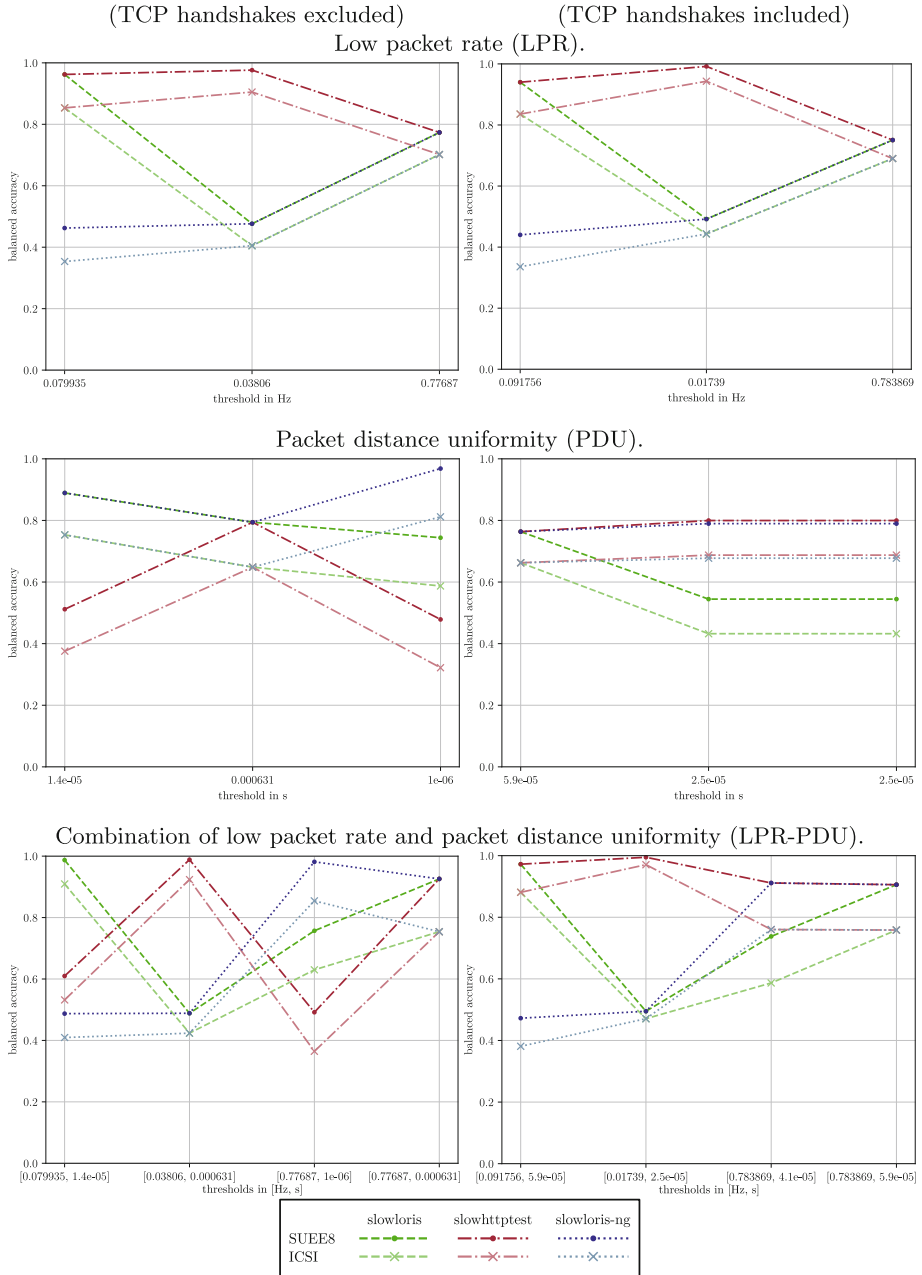 (TCP handshakes excluded) (TCP handshakes included)
Low packet rate (LPR).
1.0
0.8
0.6
0.4
0.2
0.0
balanced accuracy
0.079935 0.03806 0.77687
threshold in Hz
1.0
0.8
0.6
0.4
0.2
0.0
balanced accuracy
0.091756 0.01739 0.783869
threshold in Hz
Packet distance uniformity (PDU).
1.0
0.8
0.6
0.4
0.2
0.0
balanced accuracy
1.4e-05 0.000631 1e-06
threshold in s
1.0
0.8
0.6
0.4
0.2
0.0
balanced accuracy
5.9e-05 2.5e-05 2.5e-05
threshold in s
Combination of low packet rate and packet distance uniformity (LPR-PDU).
1.0
0.8
0.6
0.4
0.2
0.0
balanced accuracy
[0.079935, 1.4e-05] [0.03806, 0.000631] [0.77687, 1e-06] [0.77687, 0.000631]
thresholds in [Hz, s]
1.0
0.8
0.6
0.4
0.2
0.0
balanced accuracy
[0.091756, 5.9e-05] [0.01739, 2.5e-05] [0.783869, 4.1e-05] [0.783869, 5.9e-05]
thresholds in [Hz, s]
slowloris slowhttptest slowloris-ng
SUEE8
ICSI